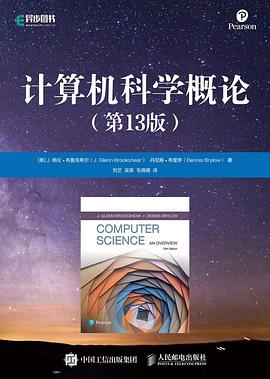 异步图书
Pearson
计算机科学概论
(第13版)
[美] J. 格伦·布鲁克希尔 (J. Glenn Brookshear) 丹尼斯·布里罗 (Dennis Brylow) 著
刘艺 吴英 毛倩倩 译
J. GLENN BROOKSHEAR • DENNIS BRYLOW
COMPUTER
SCIENCE
AN OVERVIEW
13th Edition
Pearson
中国工信出版集团
人民邮电出版社
POSTS & TELECOM PRESS